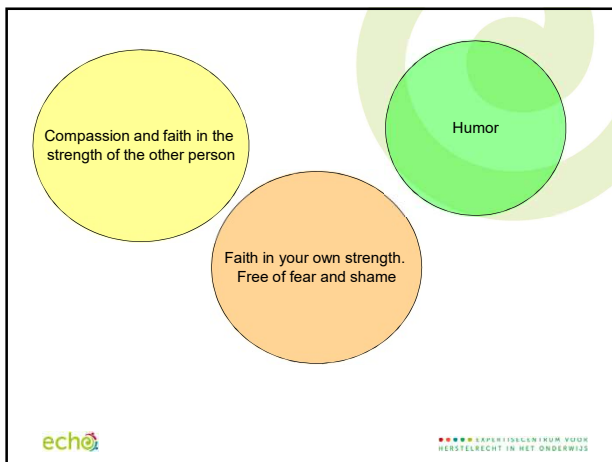 Compassion and faith in the
strength of the other person
Humor
Faith in your own strength.
Free of fear and shame
echo
EXPERTISECENTRUM VOOR
HERSTELRECHT IN HET ONDERWIJS